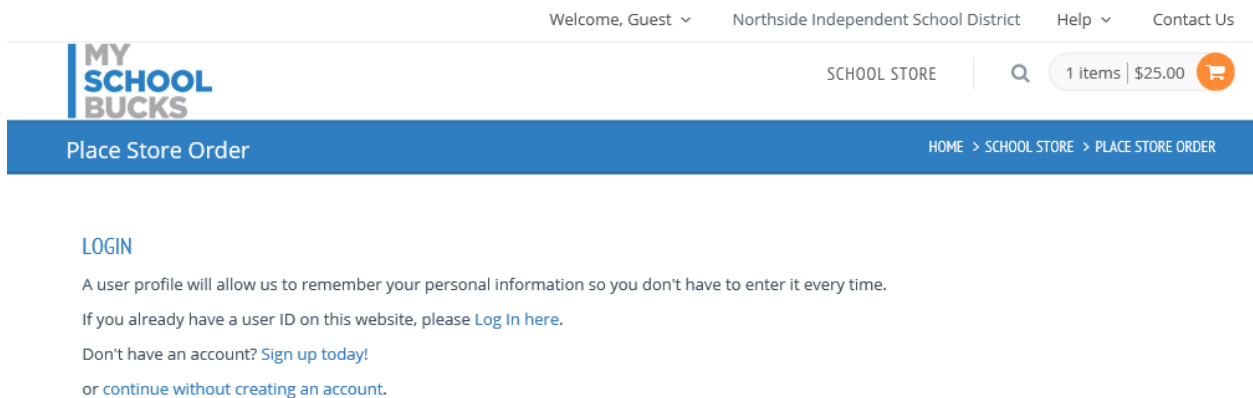 Welcome, Guest Northside Independent School District Help Contact Us
MY
SCHOOL
BUCKS
SCHOOL STORE 1 items | $25.00
Place Store Order HOME > SCHOOL STORE > PLACE STORE ORDER
LOGIN
A user profile will allow us to remember your personal information so you don't have to enter it every time.
If you already have a user ID on this website, please Log In here.
Don't have an account? Sign up today!
or continue without creating an account.